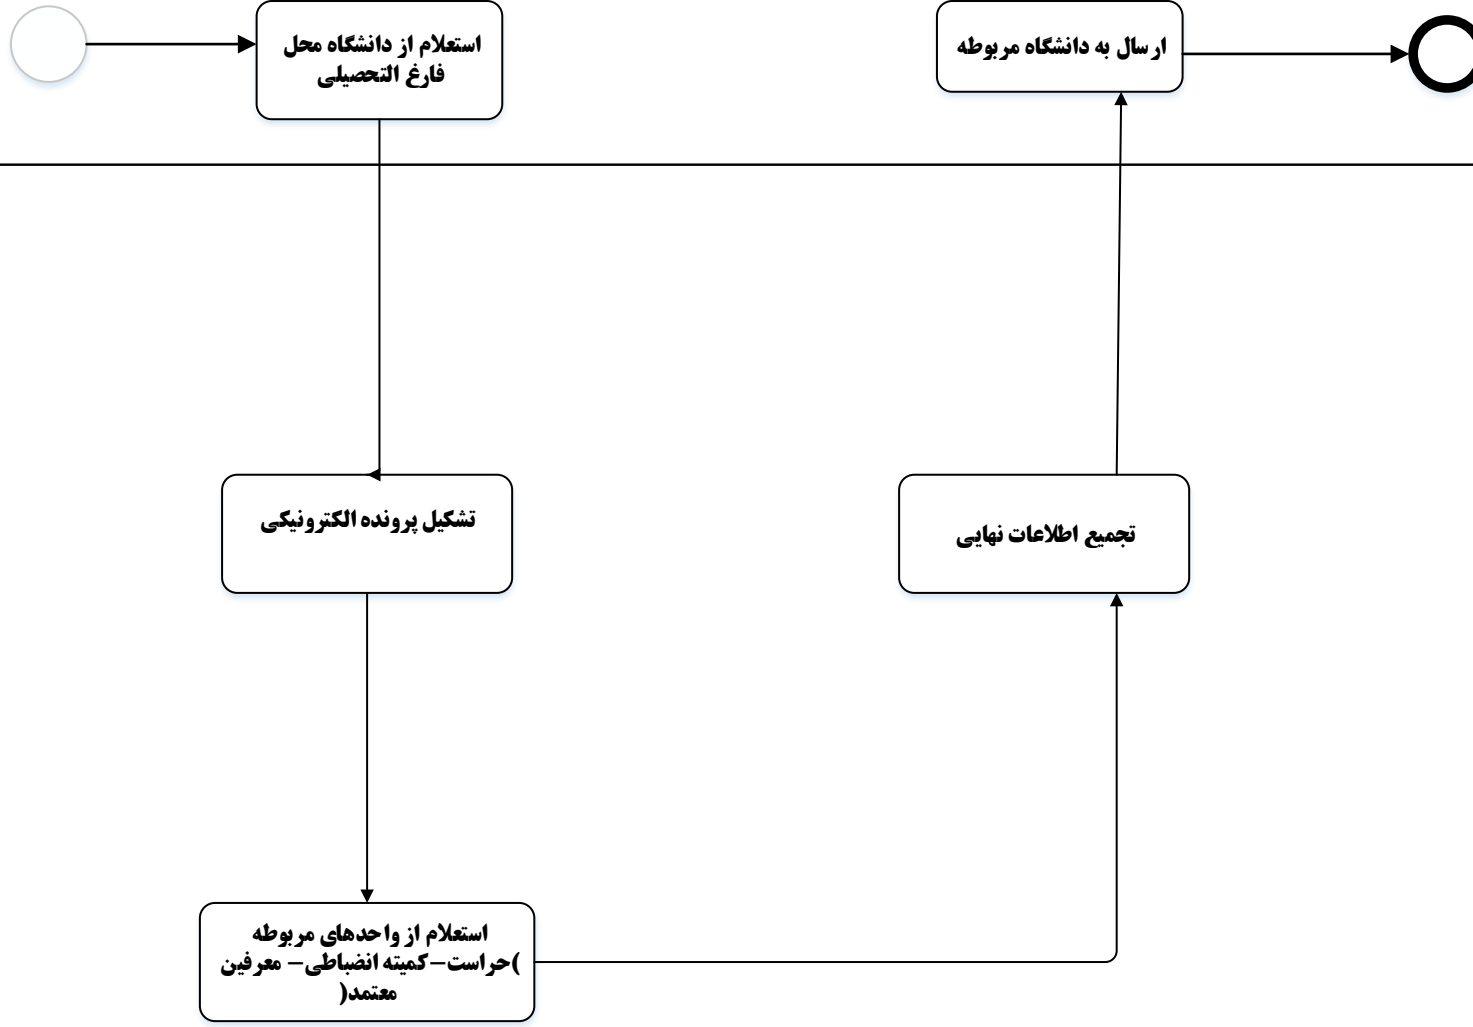 استعلام از دانشگاه محل
فارغ التحصیلی
ارسال به دانشگاه مربوطه
تشکیل پرونده الکترونیکی
تجمیع اطلاعات نهایی
استعلام از واحدهای مربوطه
)حراست– کمیته انضباطی– معرفین
معتمد(